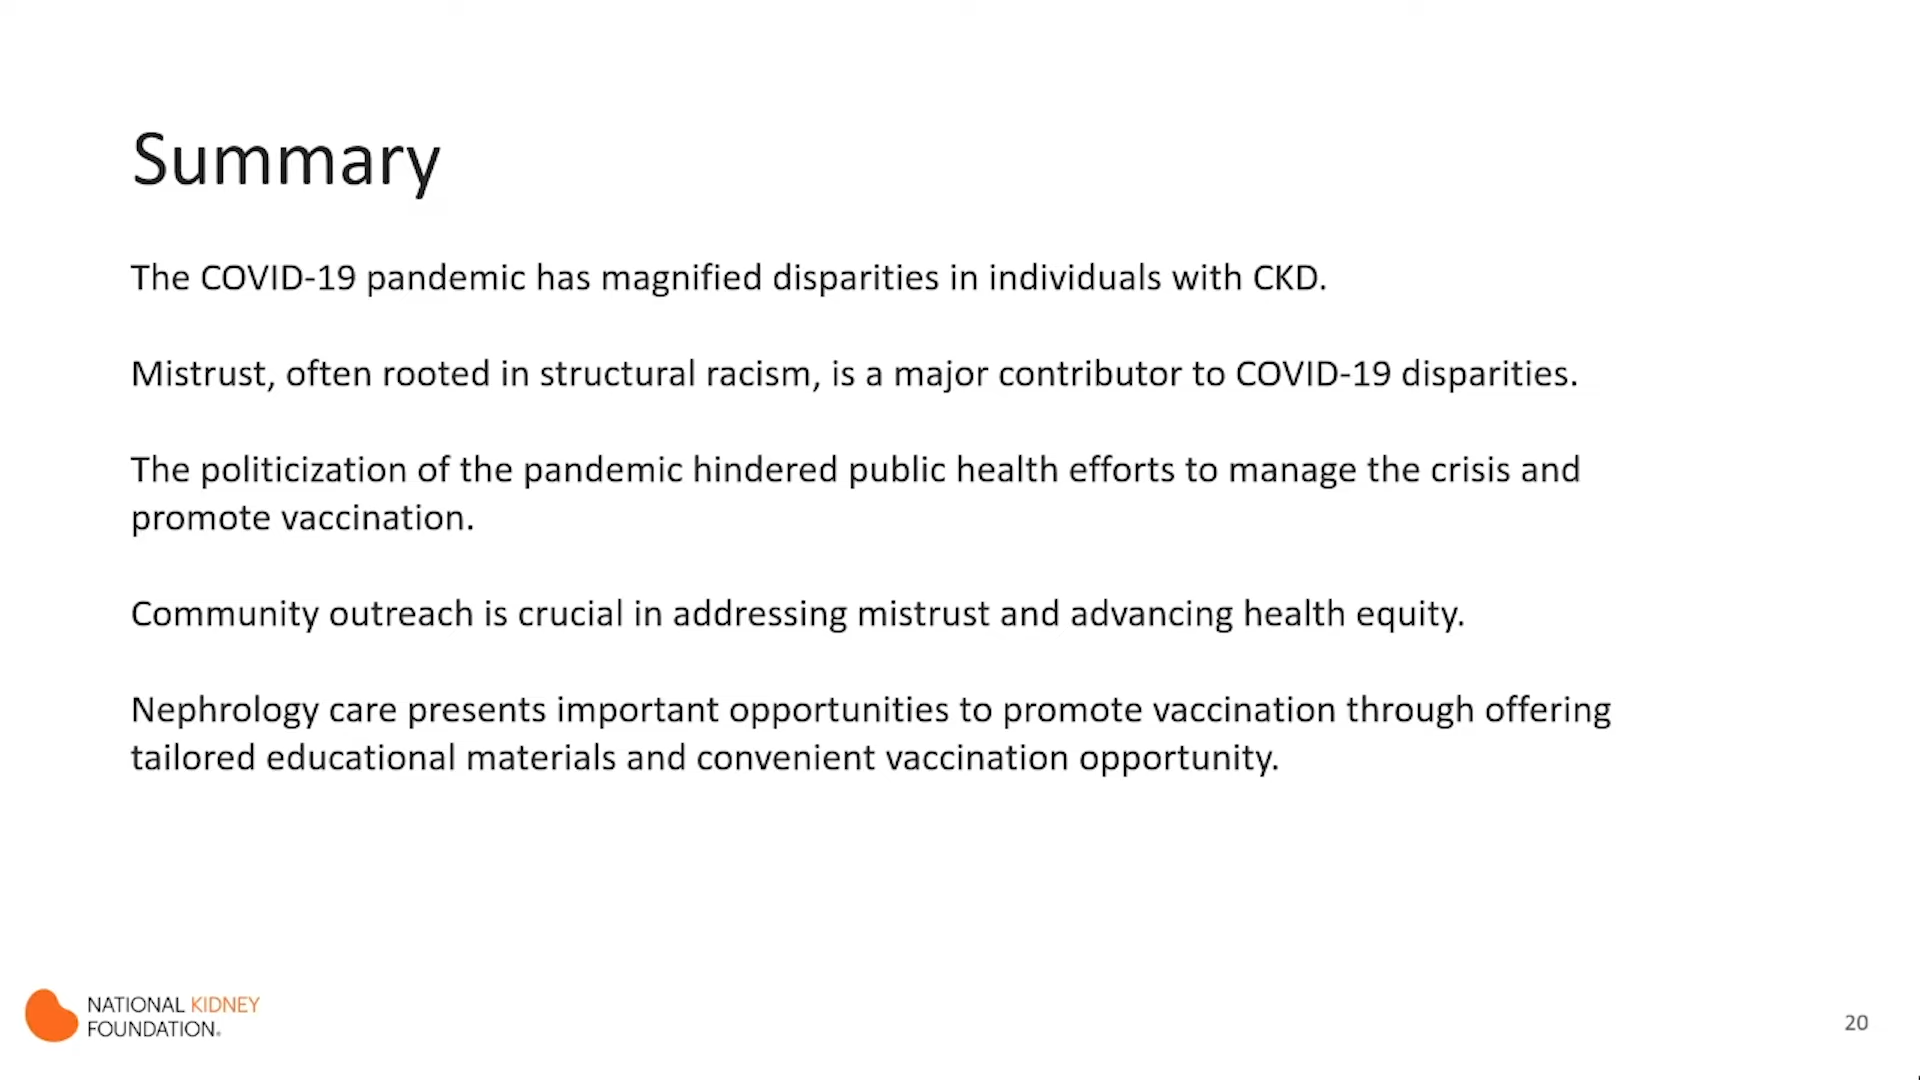 Summary
The COVID-19 pandemic has magnified disparities in individuals with CKD.
Mistrust, often rooted in structural racism, is a major contributor to COVID-19 disparities.
The politicization of the pandemic hindered public health efforts to manage the crisis and
promote vaccination.
Community outreach is crucial in addressing mistrust and advancing health equity.
Nephrology care presents important opportunities to promote vaccination through offering
tailored educational materials and convenient vaccination opportunity.
NATIONAL KIDNEY
FOUNDATION®
20